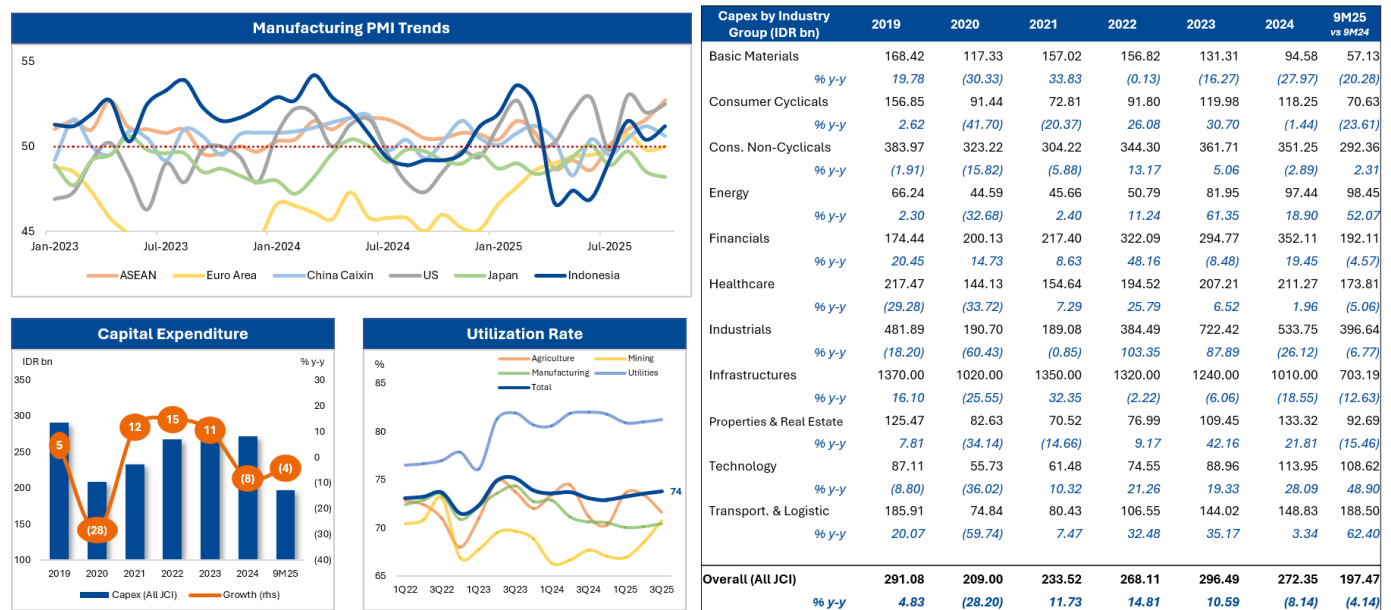 Manufacturing PMI Trends
55
50
45
Jan-2023 Jul-2023 Jan-2024 Jul-2024 Jan-2025 Jul-2025
ASEAN Euro Area China Caixin US Japan Indonesia
Capital Expenditure
IDR bn % y-y
350 30
300 20
250 10
200 0
150 (10)
100 (20)
(30)
(40)
5 (28) 12 15 11 (8) (4)
2019 2020 2021 2022 2023 2024 9M25
Capex (All JCI) Growth (rhs)
Utilization Rate
%
Agriculture Mining
Manufacturing Utilities
Total
85
80
75
70
65
74
1Q22 3Q22 1Q23 3Q23 1Q24 3Q24 1Q25 3Q25
Capex by Industry Group (IDR bn) 2019 2020 2021 2022 2023 2024 9M25 vs 9M24
Basic Materials 168.42 117.33 157.02 156.82 131.31 94.58 57.13
% y-y 19.78 (30.33) 33.83 (0.13) (16.27) (27.97) (20.28)
Consumer Cyclicals 156.85 91.44 72.81 91.80 119.98 118.25 70.63
% y-y 2.62 (41.70) (20.37) 26.08 30.70 (1.44) (23.61)
Cons. Non-Cyclicals 383.97 323.22 304.22 344.30 361.71 351.25 292.36
% y-y (1.91) (15.82) (5.88) 13.17 5.06 (2.89) 2.31
Energy 66.24 44.59 45.66 50.79 81.95 97.44 98.45
% y-y 2.30 (32.68) 2.40 11.24 61.35 18.90 52.07
Financials 174.44 200.13 217.40 322.09 294.77 352.11 192.11
% y-y 20.45 14.73 8.63 48.16 (8.48) 19.45 (4.57)
Healthcare 217.47 144.13 154.64 194.52 207.21 211.27 173.81
% y-y (29.28) (33.72) 7.29 25.79 6.52 1.96 (5.06)
Industrials 481.89 190.70 189.08 384.49 722.42 533.75 396.64
% y-y (18.20) (60.43) (0.85) 103.35 87.89 (26.12) (6.77)
Infrastructures 1370.00 1020.00 1350.00 1320.00 1240.00 1010.00 703.19
% y-y 16.10 (25.55) 32.35 (2.22) (6.06) (18.55) (12.63)
Properties & Real Estate 125.47 82.63 70.52 76.99 109.45 133.32 92.69
% y-y 7.81 (34.14) (14.66) 9.17 42.16 21.81 (15.46)
Technology 87.11 55.73 61.48 74.55 88.96 113.95 108.62
% y-y (8.80) (36.02) 10.32 21.26 19.33 28.09 48.90
Transport. & Logistic 185.91 74.84 80.43 106.55 144.02 148.83 188.50
% y-y 20.07 (59.74) 7.47 32.48 35.17 3.34 62.40
Overall (All JCI) 291.08 209.00 233.52 268.11 296.49 272.35 197.47
% y-y 4.83 (28.20) 11.73 14.81 10.59 (8.14) (4.14)